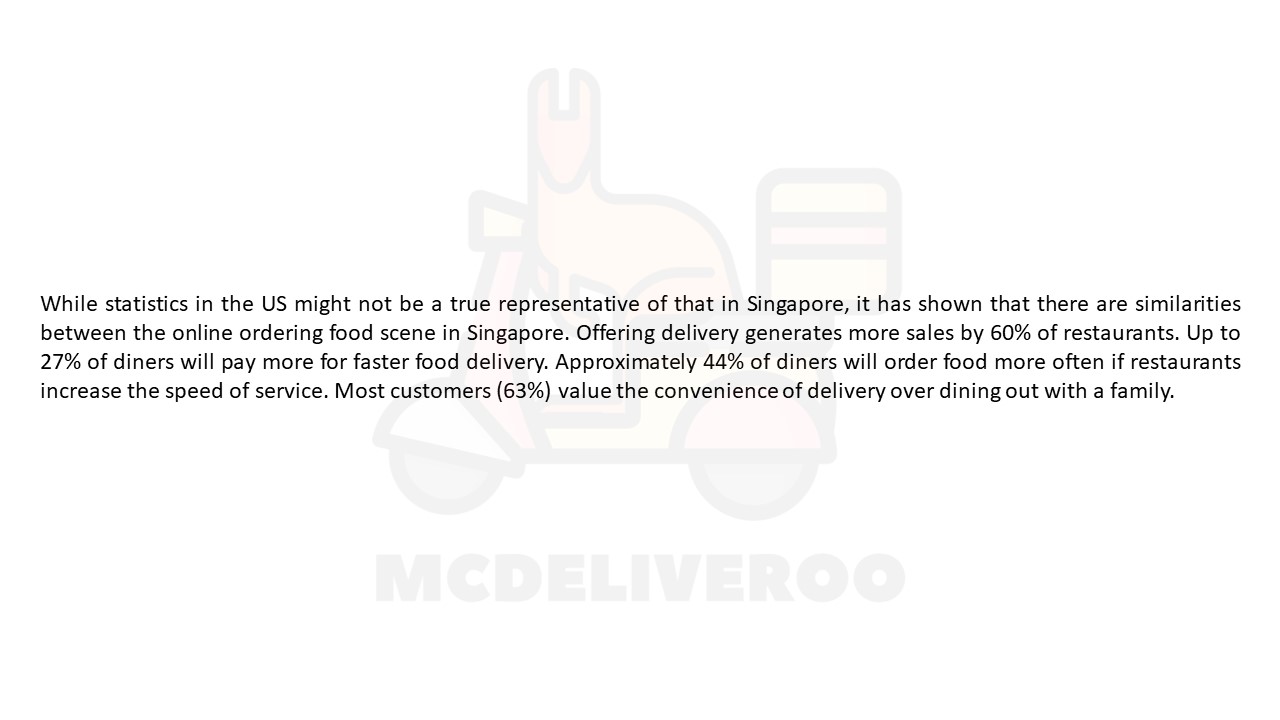 While statistics in the US might not be a true representative of that in Singapore, it has shown that there are similarities
between the online ordering food scene in Singapore. Offering delivery generates more sales by 60% of restaurants. Up to
27% of diners will pay more for faster food delivery. Approximately 44% of diners will order food more often if restaurants
increase the speed of service. Most customers (63%) value the convenience of delivery over dining out with a family.
MCDELIVEROO